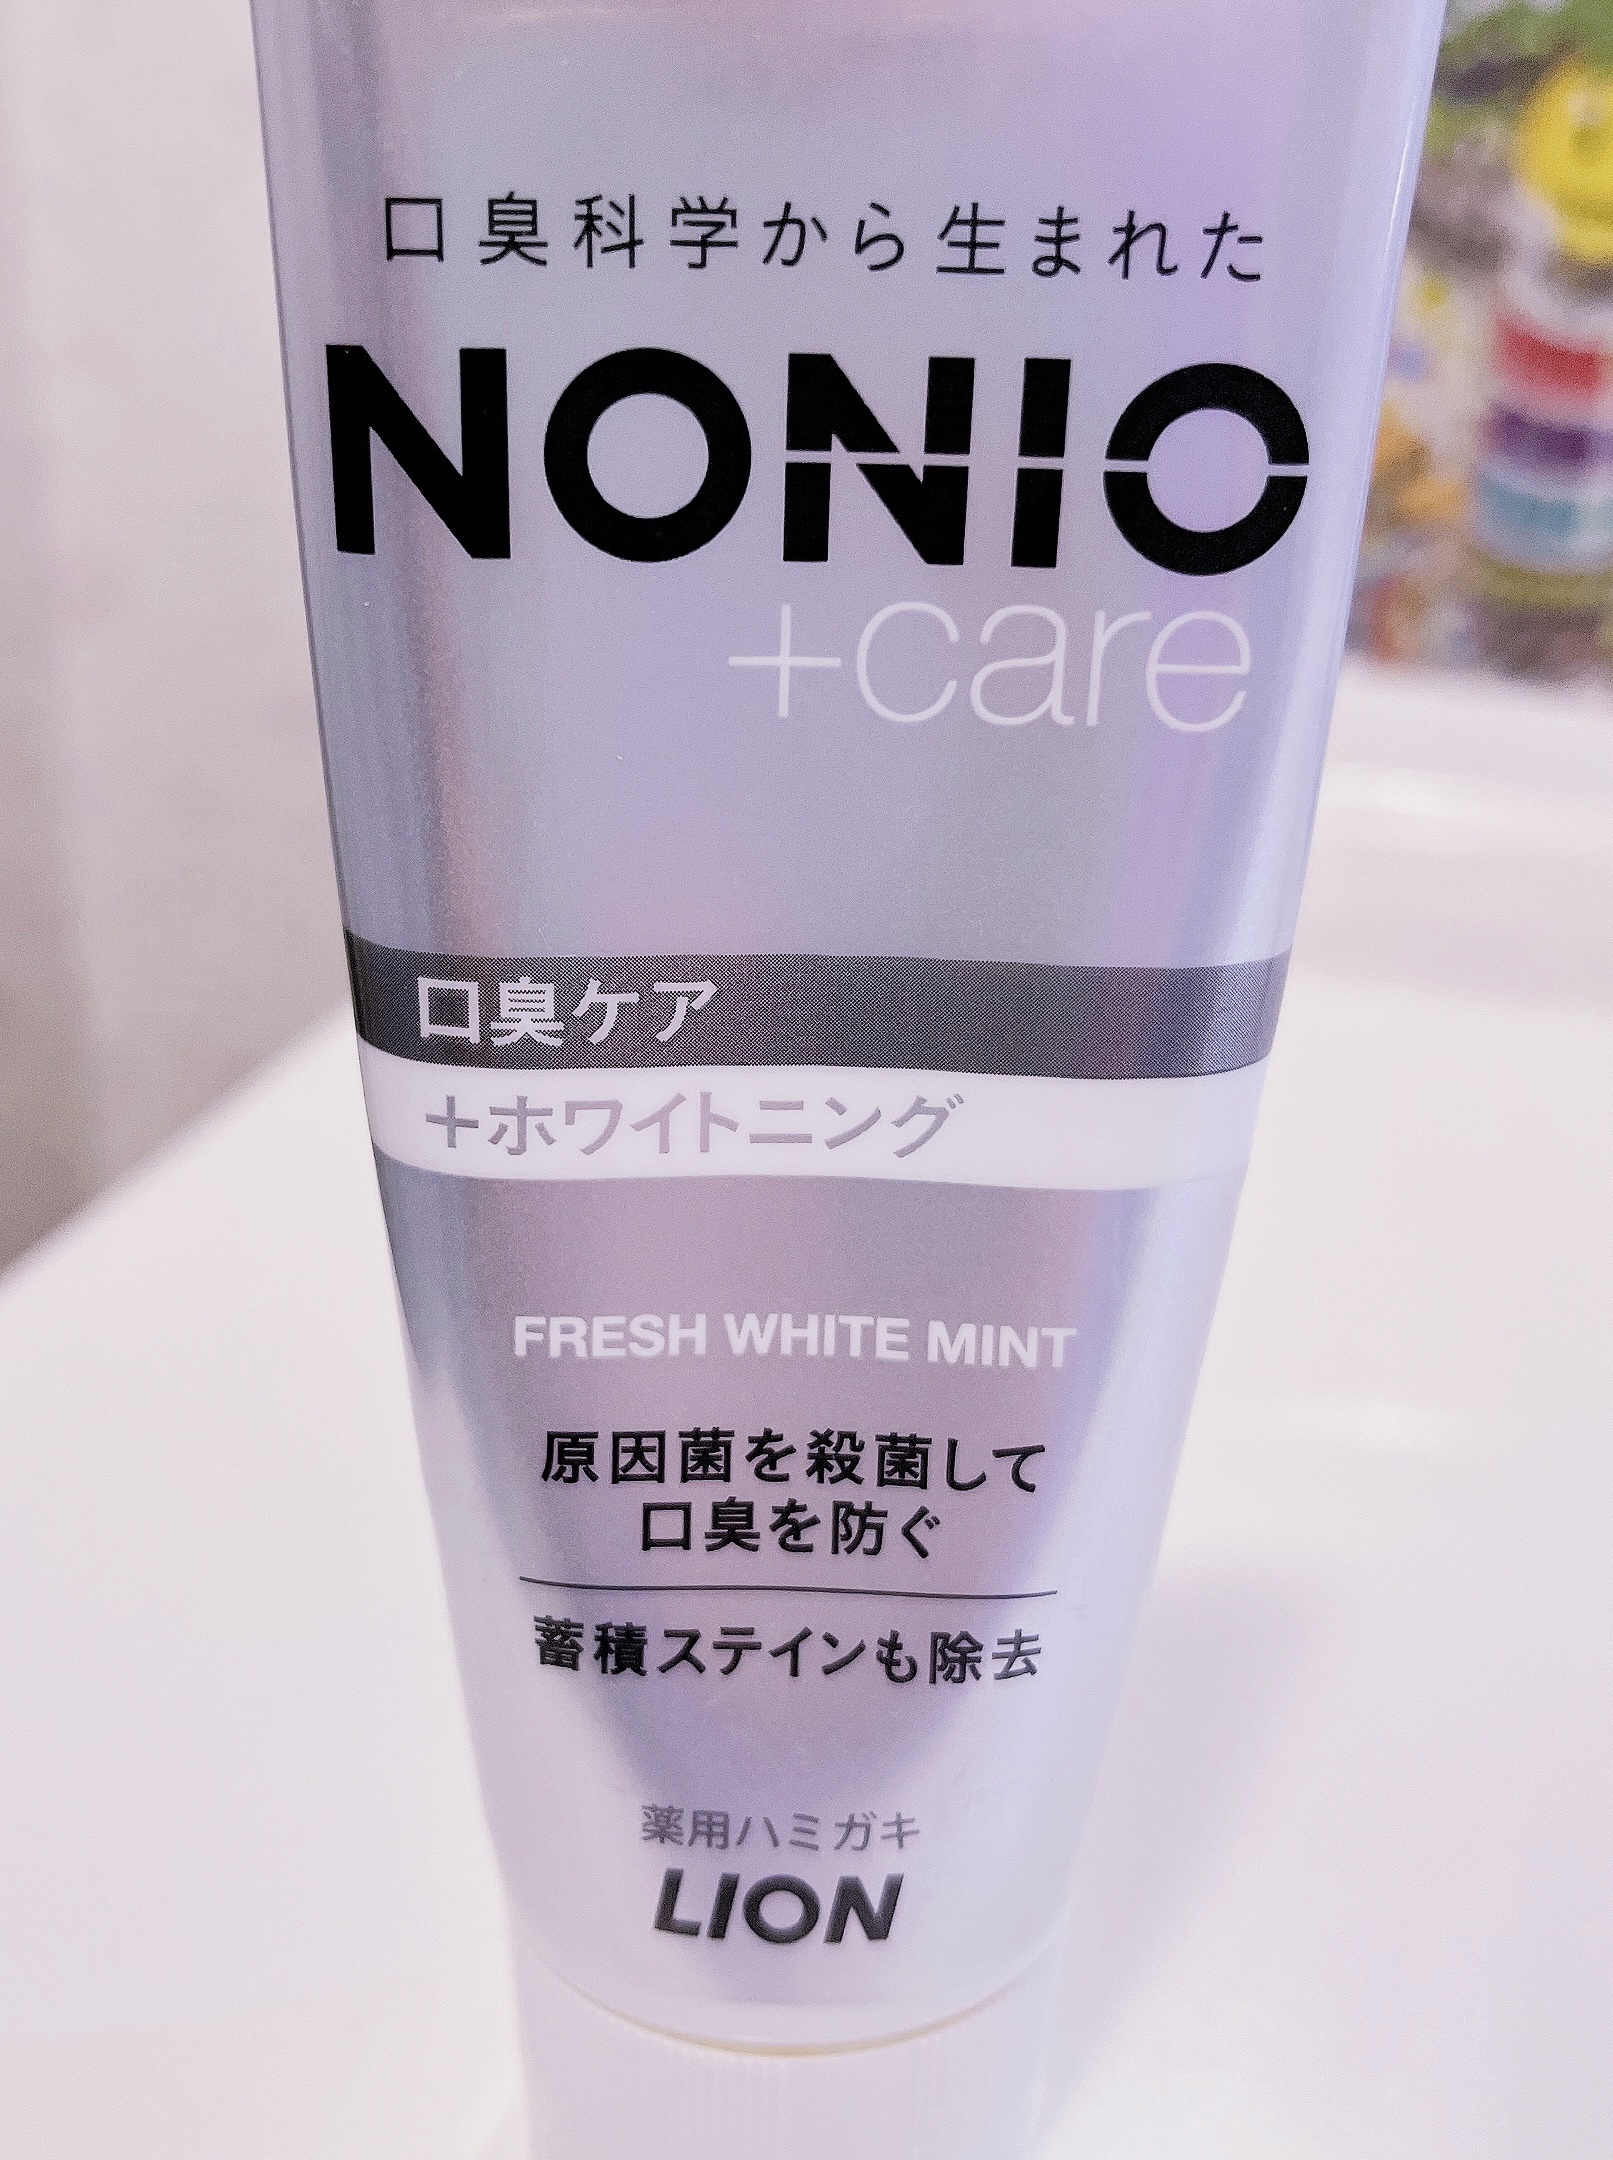 口臭科学から生まれた
NONIO
+care
口臭ケア
+ホワイトニング
FRESH WHITE MINT
原因菌を殺菌して
口臭を防ぐ
蓄積ステインも除去
薬用ハミガキ
LION